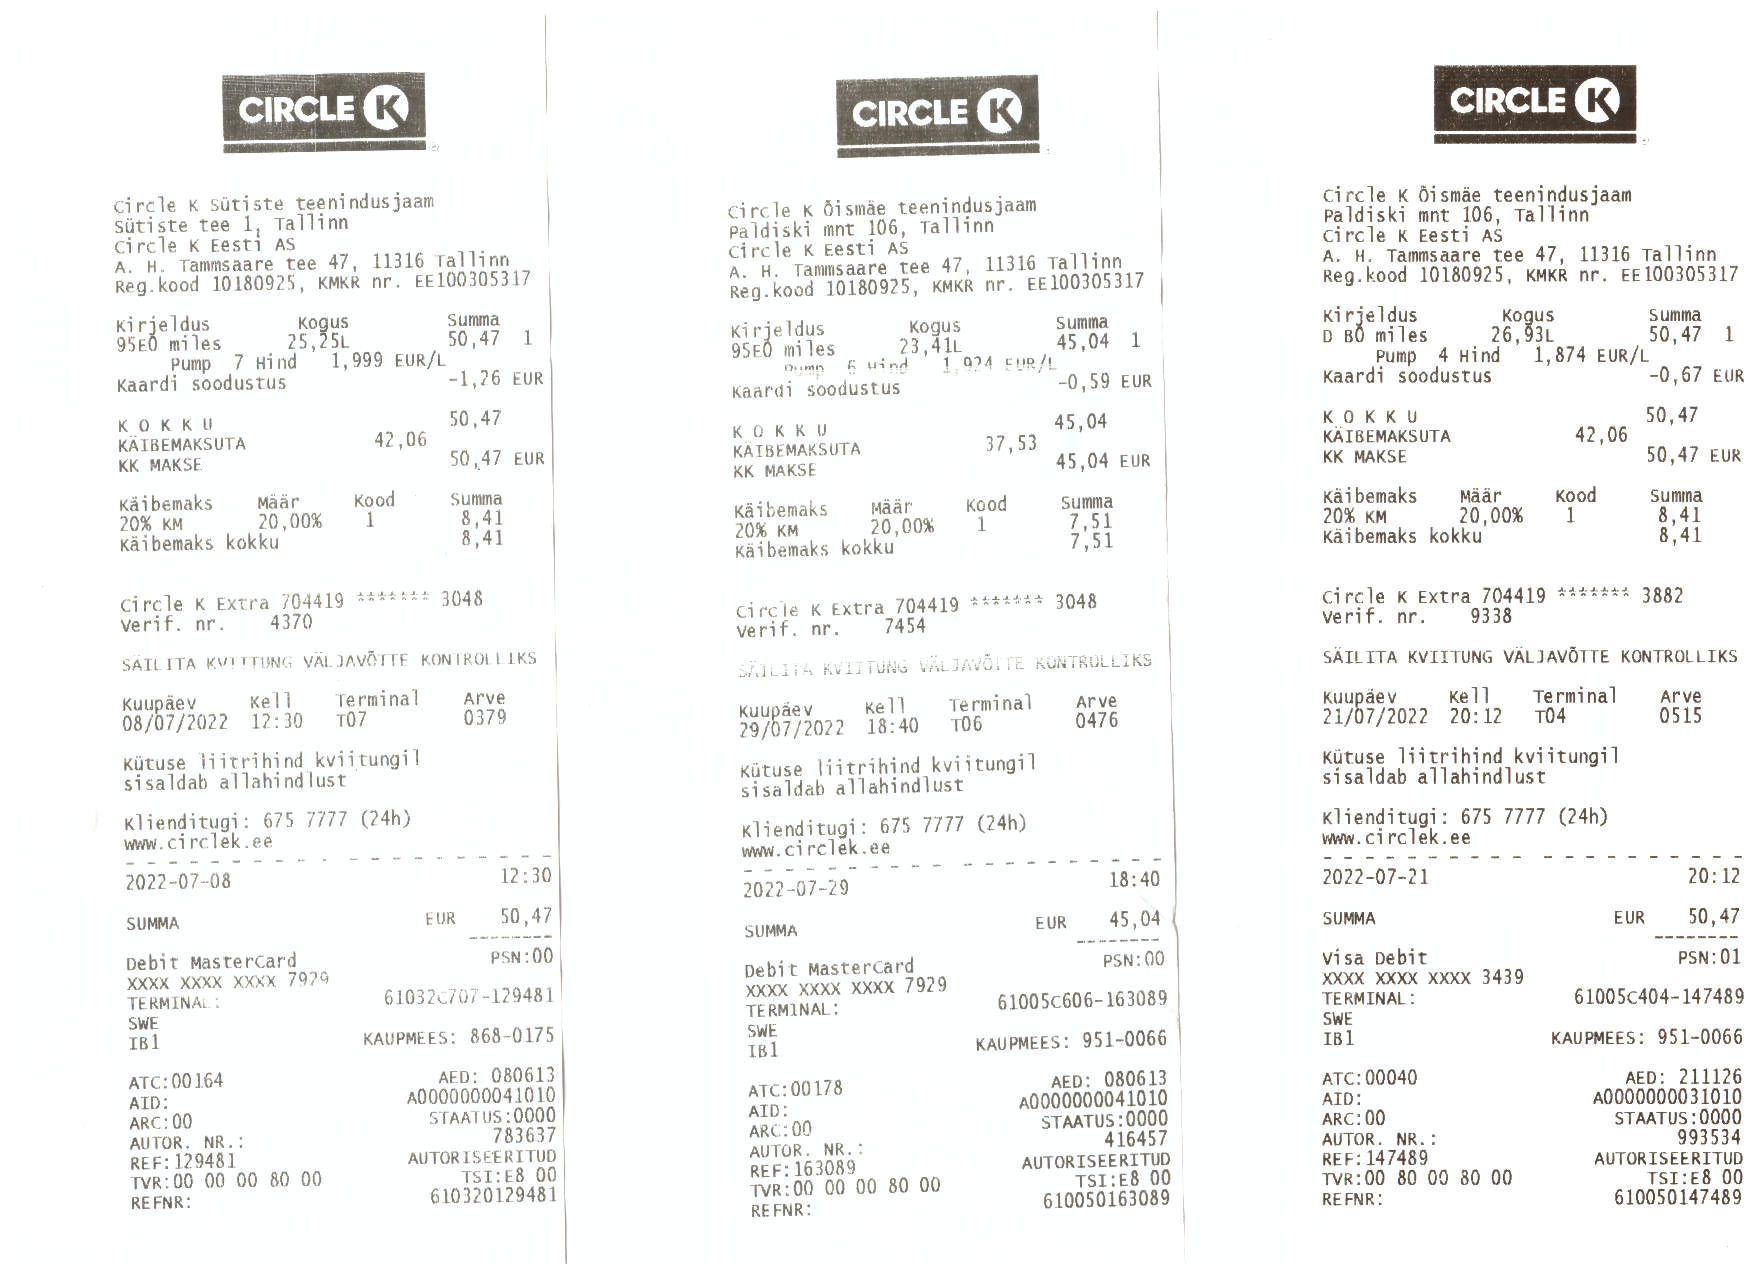 CIRCLE K
Circle K Sütiste teenindusjaam
Sütiste tee 1, Tallinn
Circle K Eesti AS
A. H. Tammsaare tee 47, 11316 Tallinn
Reg.kood 10180925, KMKR nr. EE100305317
Kirjeldus Kogus Summa
95E0 miles 25,25L 50,47 1
Pump 7 Hind 1,999 EUR/L
Kaardi soodustus -1,26 EUR
K O K K U 50,47
KÄIBEMAKSUTA 42,06
KK MAKSE 50,47 EUR
Käibemaks Määr Kood Summa
20% KM 20,00% 1 8,41
Käibemaks kokku 8,41
Circle K Extra 704419 ******* 3048
Verif. nr. 4370
SÄILITA KVIITUNG VÄLJAVÕTTE KONTROLLIKS
Kuupäev Kell Terminal Arve
08/07/2022 12:30 T07 0379
Kütuse liitrihind kviitungil
sisaldab allahindlust
Klienditugi: 675 7777 (24h)
www.circlek.ee
2022-07-08 12:30
SUMMA EUR 50,47
Debit MasterCard PSN:00
XXXX XXXX XXXX 7929
TERMINAL: 61032C707-129481
SWE
IB1 KAUPMEES: 868-0175
ATC:00164 AED: 080613
AID: A0000000041010
ARC:00 STAATUS:0000
AUTOR. NR.: 783637
REF:129481 AUTORISEERITUD
TVR:00 00 00 80 00 TSI:E8 00
REFNR: 610320129481
CIRCLE K
Circle K Õismäe teenindusjaam
Paldiski mnt 106, Tallinn
Circle K Eesti AS
A. H. Tammsaare tee 47, 11316 Tallinn
Reg.kood 10180925, KMKR nr. EE100305317
Kirjeldus Kogus Summa
95E0 miles 23,41L 45,04 1
Pump 6 Hind 1,924 EUR/L
Kaardi soodustus -0,59 EUR
K O K K U 45,04
KÄIBEMAKSUTA 37,53
KK MAKSE 45,04 EUR
Käibemaks Määr Kood Summa
20% KM 20,00% 1 7,51
Käibemaks kokku 7,51
Circle K Extra 704419 ******* 3048
Verif. nr. 7454
SÄILITA KVIITUNG VÄLJAVÕTTE KONTROLLIKS
Kuupäev Kell Terminal Arve
29/07/2022 18:40 T06 0476
Kütuse liitrihind kviitungil
sisaldab allahindlust
Klienditugi: 675 7777 (24h)
www.circlek.ee
2022-07-29 18:40
SUMMA EUR 45,04
Debit MasterCard PSN:00
XXXX XXXX XXXX 7929
TERMINAL: 61005C606-163089
SWE
IB1 KAUPMEES: 951-0066
ATC:00178 AED: 080613
AID: A0000000041010
ARC:00 STAATUS:0000
AUTOR. NR.: 416457
REF:163089 AUTORISEERITUD
TVR:00 00 00 80 00 TSI:E8 00
REFNR: 610050163089
CIRCLE K
Circle K Õismäe teenindusjaam
Paldiski mnt 106, Tallinn
Circle K Eesti AS
A. H. Tammsaare tee 47, 11316 Tallinn
Reg.kood 10180925, KMKR nr. EE100305317
Kirjeldus Kogus Summa
D B0 miles 26,93L 50,47 1
Pump 4 Hind 1,874 EUR/L
Kaardi soodustus -0,67 EUR
K O K K U 50,47
KÄIBEMAKSUTA 42,06
KK MAKSE 50,47 EUR
Käibemaks Määr Kood Summa
20% KM 20,00% 1 8,41
Käibemaks kokku 8,41
Circle K Extra 704419 ******* 3882
Verif. nr. 9338
SÄILITA KVIITUNG VÄLJAVÕTTE KONTROLLIKS
Kuupäev Kell Terminal Arve
21/07/2022 20:12 T04 0515
Kütuse liitrihind kviitungil
sisaldab allahindlust
Klienditugi: 675 7777 (24h)
www.circlek.ee
2022-07-21 20:12
SUMMA EUR 50,47
Visa Debit PSN:01
XXXX XXXX XXXX 3439
TERMINAL: 61005C404-147489
SWE
IB1 KAUPMEES: 951-0066
ATC:00040 AED: 211126
AID: A0000000031010
ARC:00 STAATUS:0000
AUTOR. NR.: 993534
REF:147489 AUTORISEERITUD
TVR:00 80 00 80 00 TSI:E8 00
REFNR: 610050147489